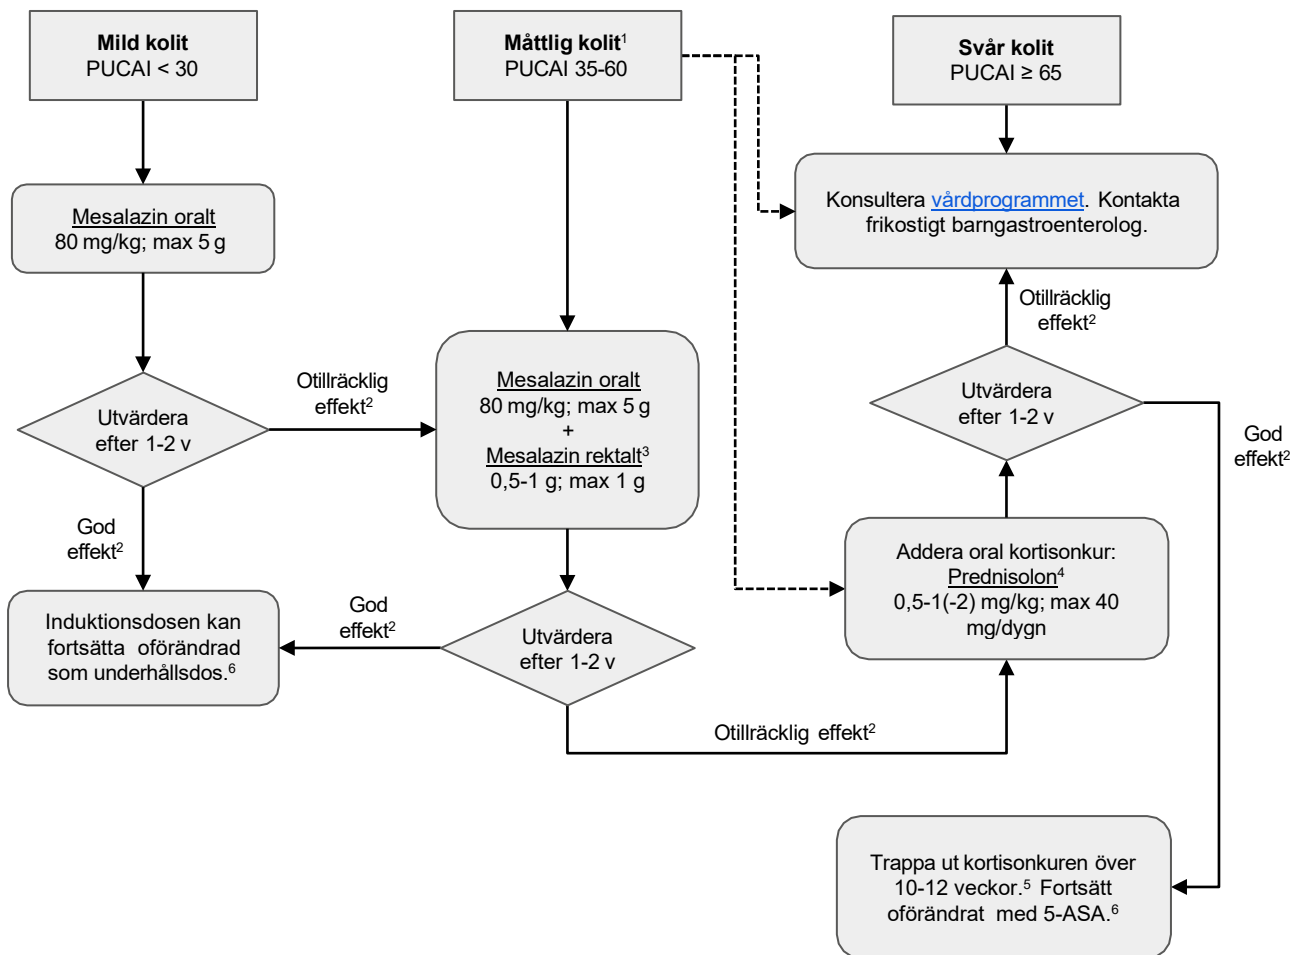 Mild kolit
PUCAI < 30
Måttlig kolit¹
PUCAI 35-60
Svår kolit
PUCAI ≥ 65
Konsultera vårdprogrammet. Kontakta
frikostigt barngastroenterolog.
Mesalazin oralt
80 mg/kg; max 5 g
Otillräcklig
effekt²
Mesalazin oralt
80 mg/kg; max 5 g
+
Mesalazin rektalt³
0,5-1 g; max 1 g
Utvärdera
efter 1-2 v
Otillräcklig
effekt²
Utvärdera
efter 1-2 v
God
effekt²
God
effekt²
Addera oral kortisonkur:
Prednisolon⁴
0,5-1(-2) mg/kg; max 40
mg/dygn
Induktionsdosen kan
fortsätta oförändrad
som underhållsdos.⁶
God
effekt²
Utvärdera
efter 1-2 v
Otillräcklig effekt²
Trappa ut kortisonkuren över
10-12 veckor.⁵ Fortsätt
oförändrat med 5-ASA.⁶